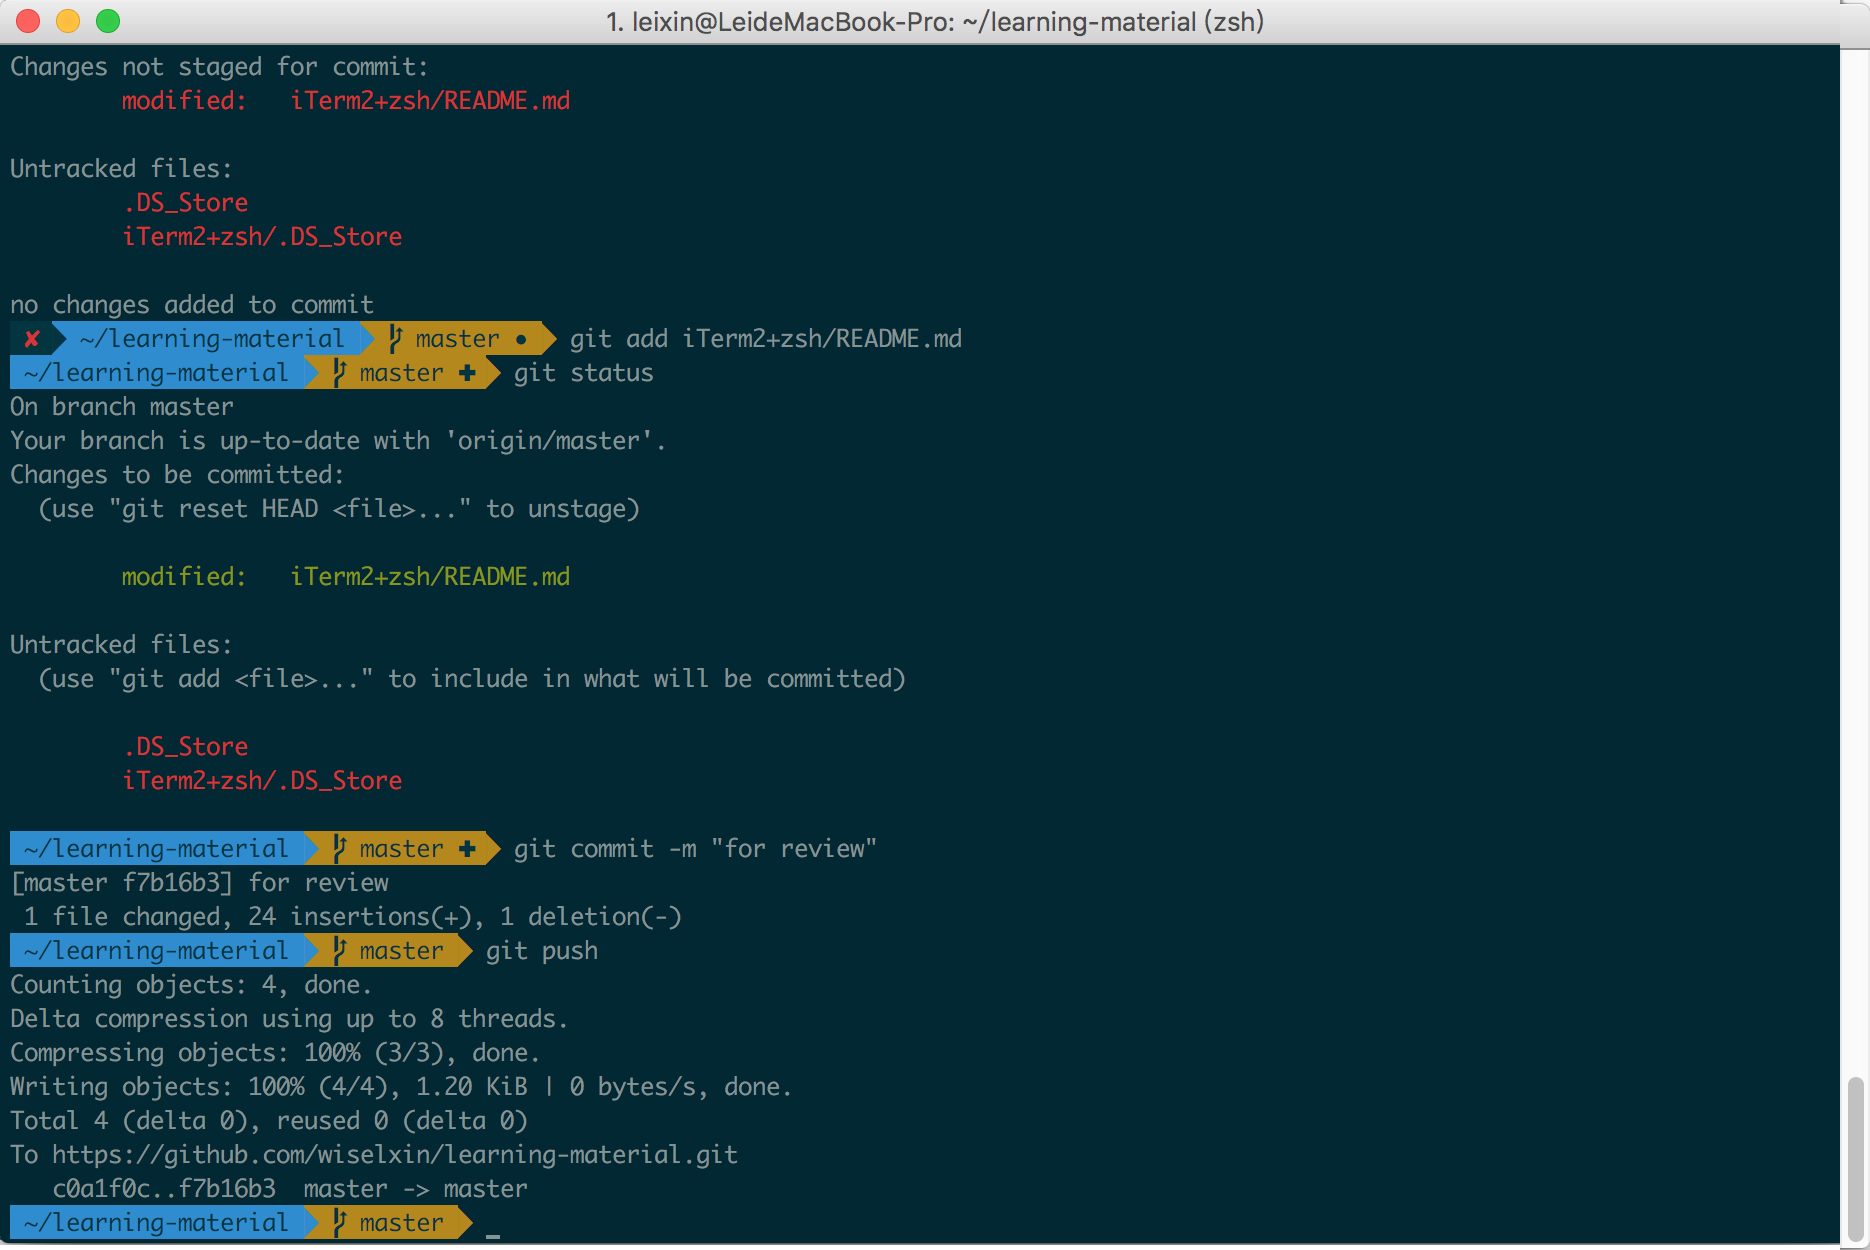 1. leixin@LeideMacBook-Pro: ~/learning-material (zsh)
Changes not staged for commit:
modified:   iTerm2+zsh/README.md
Untracked files:
.DS_Store
iTerm2+zsh/.DS_Store
no changes added to commit
✘ ~/learning-material master ● git add iTerm2+zsh/README.md
~/learning-material master ✚ git status
On branch master
Your branch is up-to-date with 'origin/master'.
Changes to be committed:
(use "git reset HEAD <file>..." to unstage)
modified:   iTerm2+zsh/README.md
Untracked files:
(use "git add <file>..." to include in what will be committed)
.DS_Store
iTerm2+zsh/.DS_Store
~/learning-material master ✚ git commit -m "for review"
[master f7b16b3] for review
1 file changed, 24 insertions(+), 1 deletion(-)
~/learning-material master git push
Counting objects: 4, done.
Delta compression using up to 8 threads.
Compressing objects: 100% (3/3), done.
Writing objects: 100% (4/4), 1.20 KiB | 0 bytes/s, done.
Total 4 (delta 0), reused 0 (delta 0)
To https://github.com/wiselxin/learning-material.git
c0a1f0c..f7b16b3  master -> master
~/learning-material master